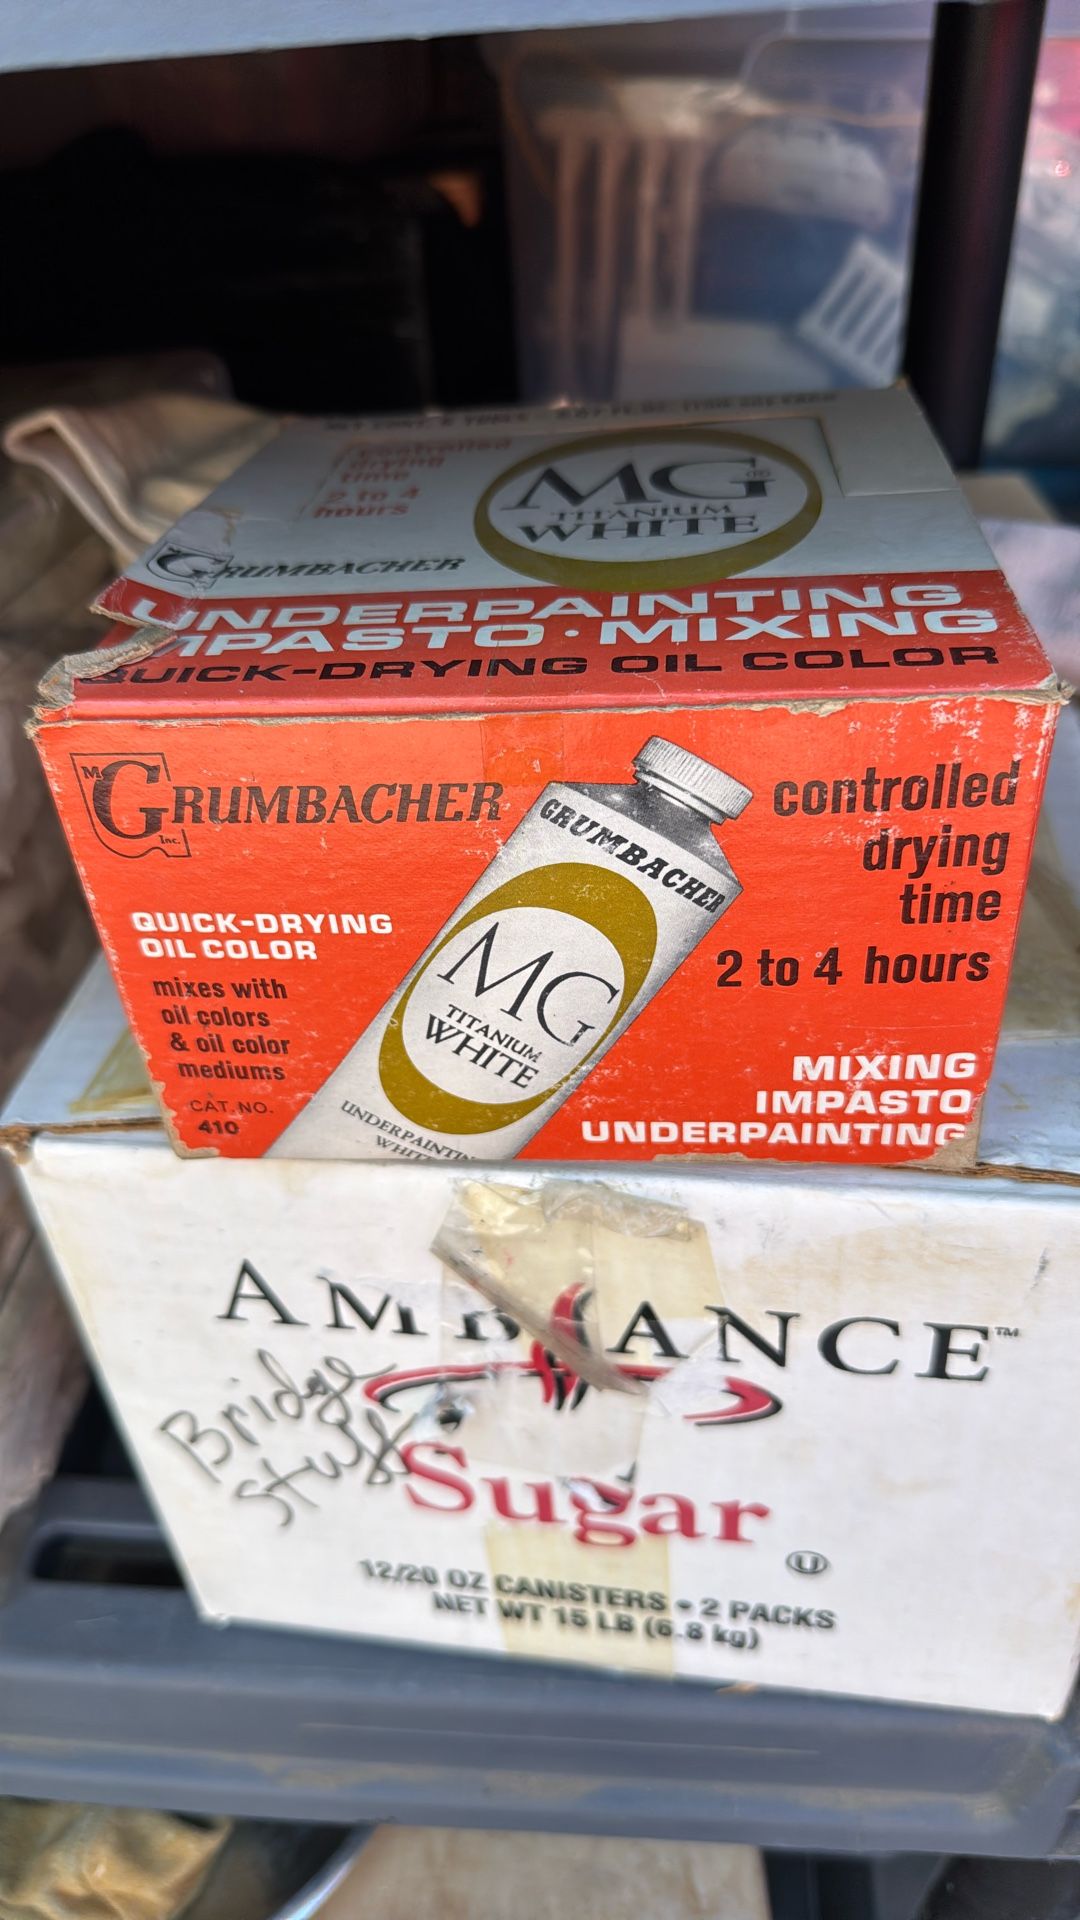 controlled
drying
time
2 to 4
hours
MG®
TITANIUM
WHITE
GRUMBACHER
UNDERPAINTING
IMPASTO · MIXING
QUICK-DRYING OIL COLOR
M GRUMBACHER
Inc.
QUICK-DRYING
OIL COLOR
mixes with
oil colors
& oil color
mediums
CAT. NO.
410
GRUMBACHER
MG
TITANIUM
WHITE
UNDERPAINTING
WHITE
controlled
drying
time
2 to 4 hours
MIXING
IMPASTO
UNDERPAINTING
AMBIANCE™
Bridge
Stuff
Sugar
U
12/20 OZ CANISTERS • 2 PACKS
NET WT 15 LB (6.8 kg)